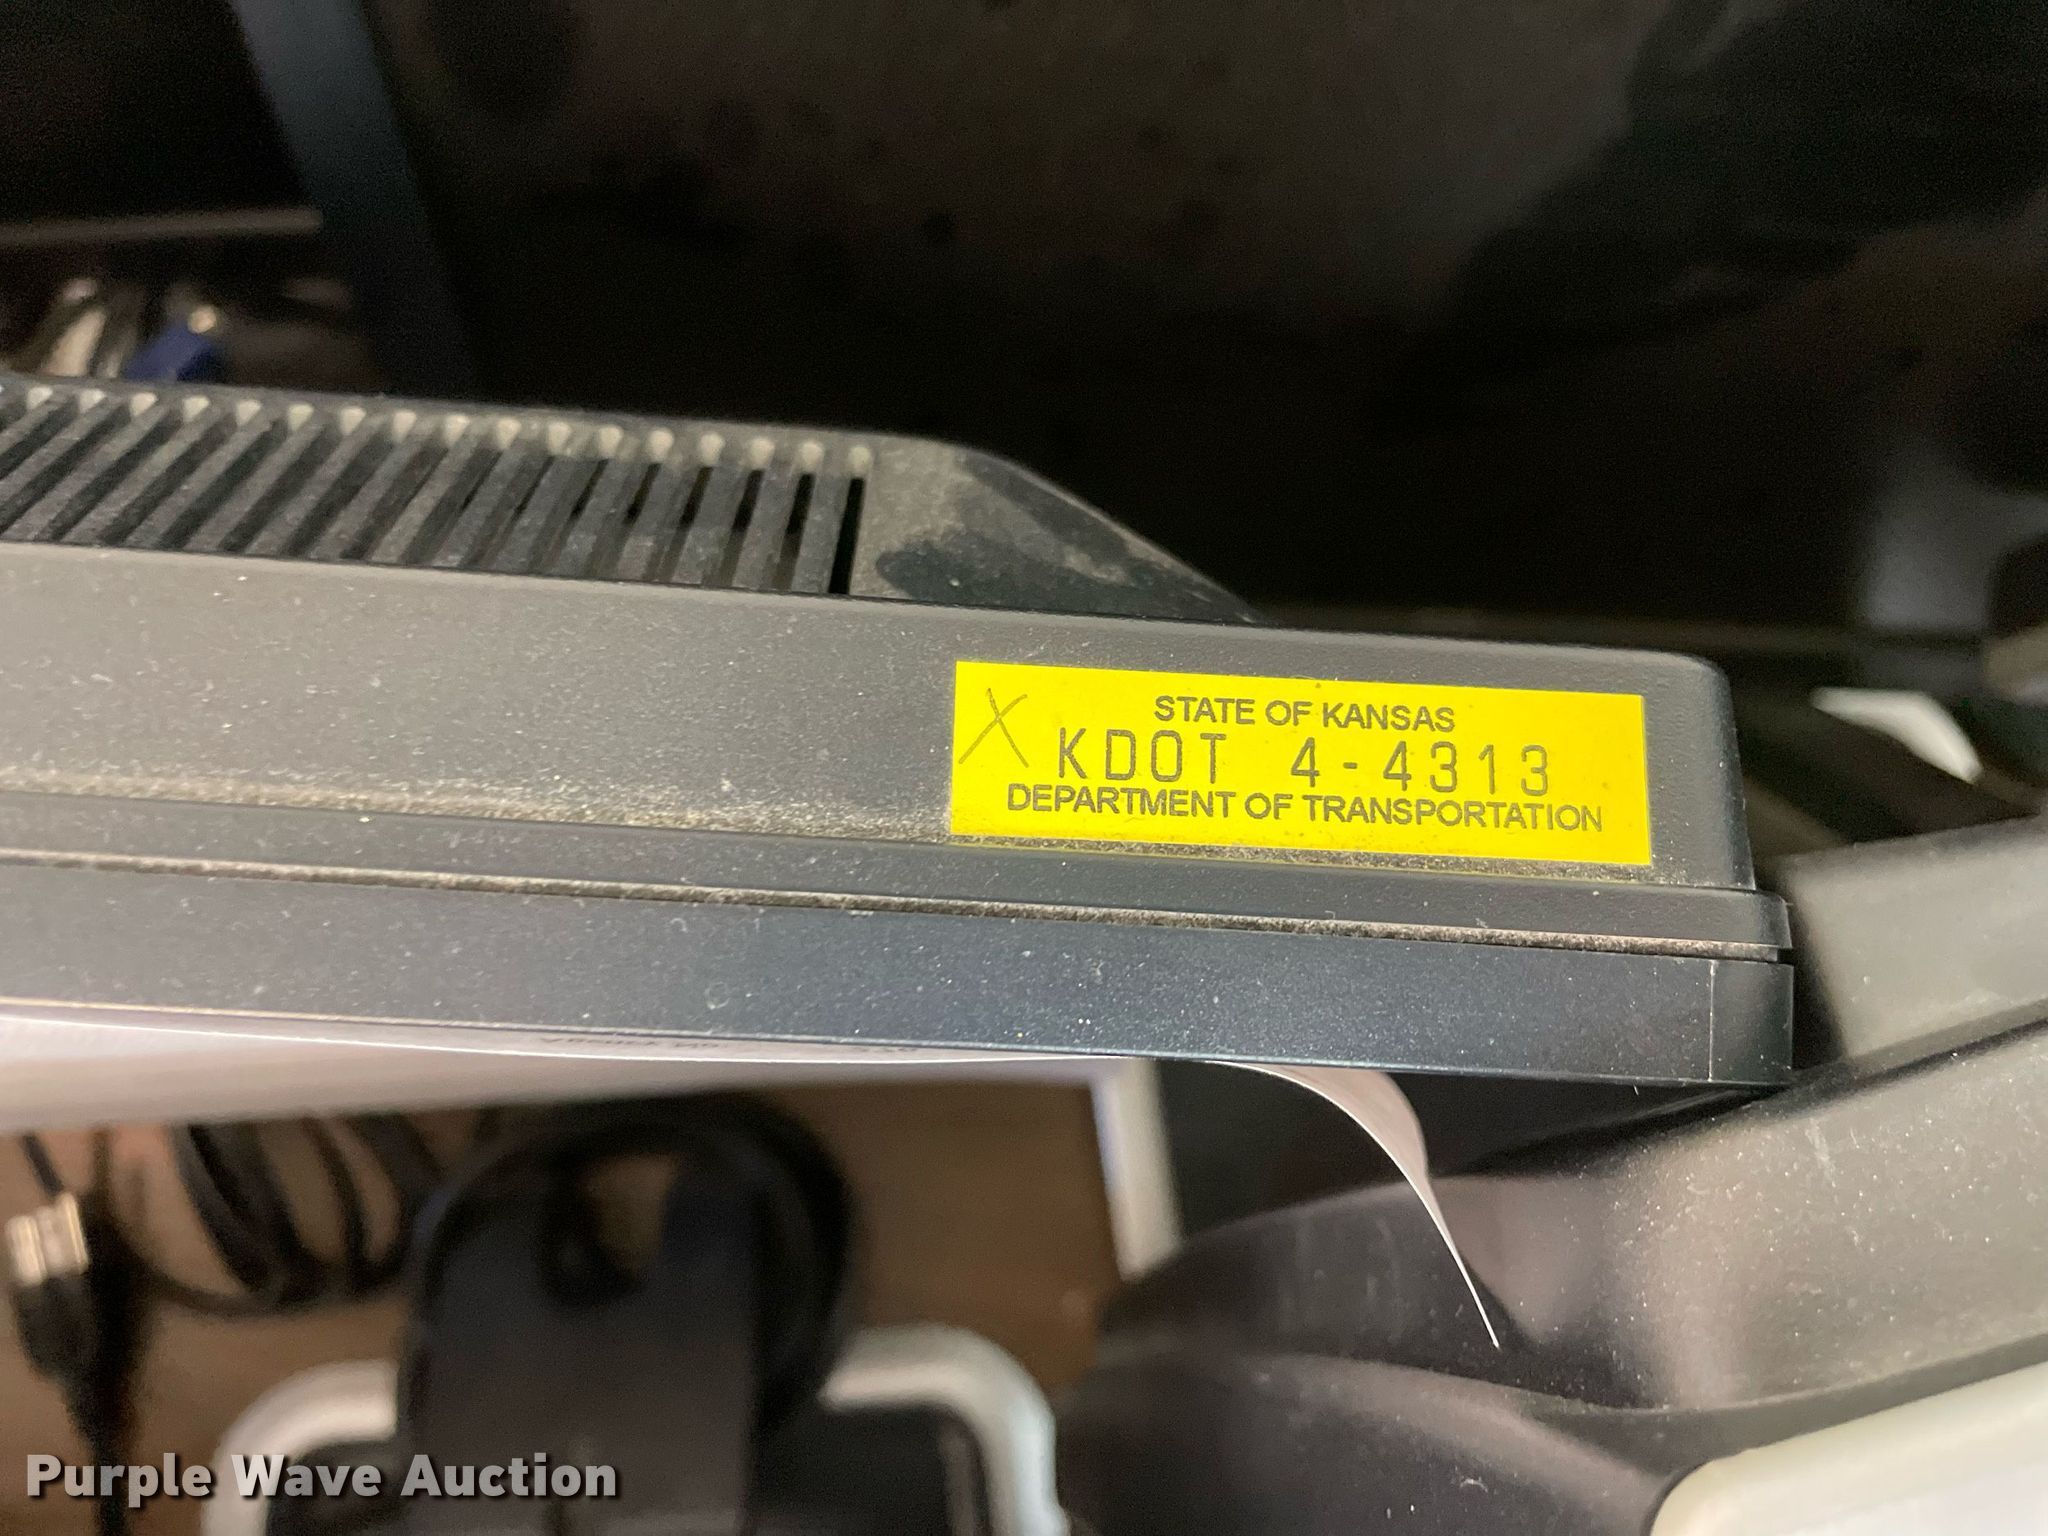 X
STATE OF KANSAS
KDOT 4-4313
DEPARTMENT OF TRANSPORTATION
Purple Wave Auction